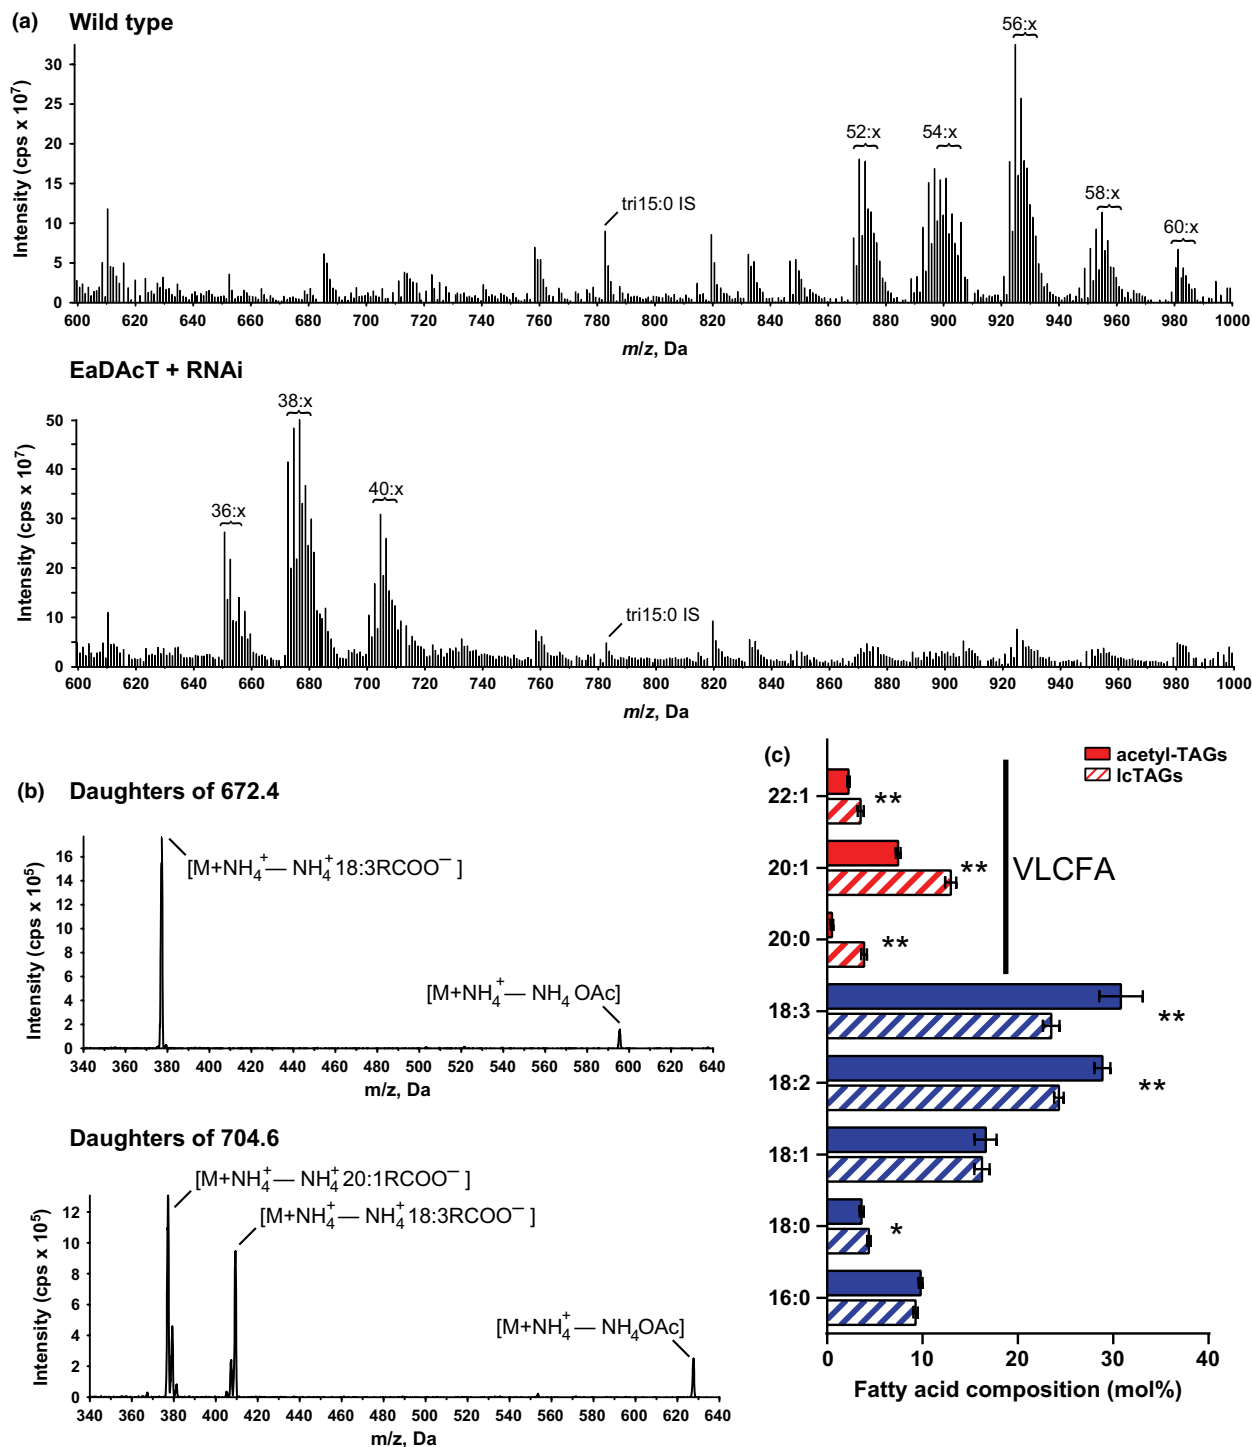 (a) Wild type
Intensity (cps x 10⁷)
30
25
20
15
10
5
0
52:x
54:x
56:x
58:x
60:x
tri15:0 IS
600 620 640 660 680 700 720 740 760 780 800 820 840 860 880 900 920 940 960 980 1000
m/z, Da
EaDAcT + RNAi
Intensity (cps x 10⁷)
50
40
30
20
10
0
36:x
38:x
40:x
tri15:0 IS
600 620 640 660 680 700 720 740 760 780 800 820 840 860 880 900 920 940 960 980 1000
m/z, Da
(b) Daughters of 672.4
Intensity (cps x 10⁵)
16
14
12
10
8
6
4
2
0
[M+NH₄⁺— NH₄⁺18:3RCOO⁻ ]
[M+NH₄⁺— NH₄ OAc]
340 360 380 400 420 440 460 480 500 520 540 560 580 600 620 640
m/z, Da
Daughters of 704.6
Intensity (cps x 10⁵)
12
10
8
6
4
2
0
[M+NH₄⁺— NH₄⁺20:1RCOO⁻ ]
[M+NH₄⁺— NH₄⁺18:3RCOO⁻ ]
[M+NH₄⁺— NH₄OAc]
340 360 380 400 420 440 460 480 500 520 540 560 580 600 620 640
m/z, Da
(c)
acetyl-TAGs
lcTAGs
22:1 **
20:1 **
VLCFA
20:0 **
18:3 **
18:2 **
18:1
18:0 *
16:0
0 10 20 30 40
Fatty acid composition (mol%)